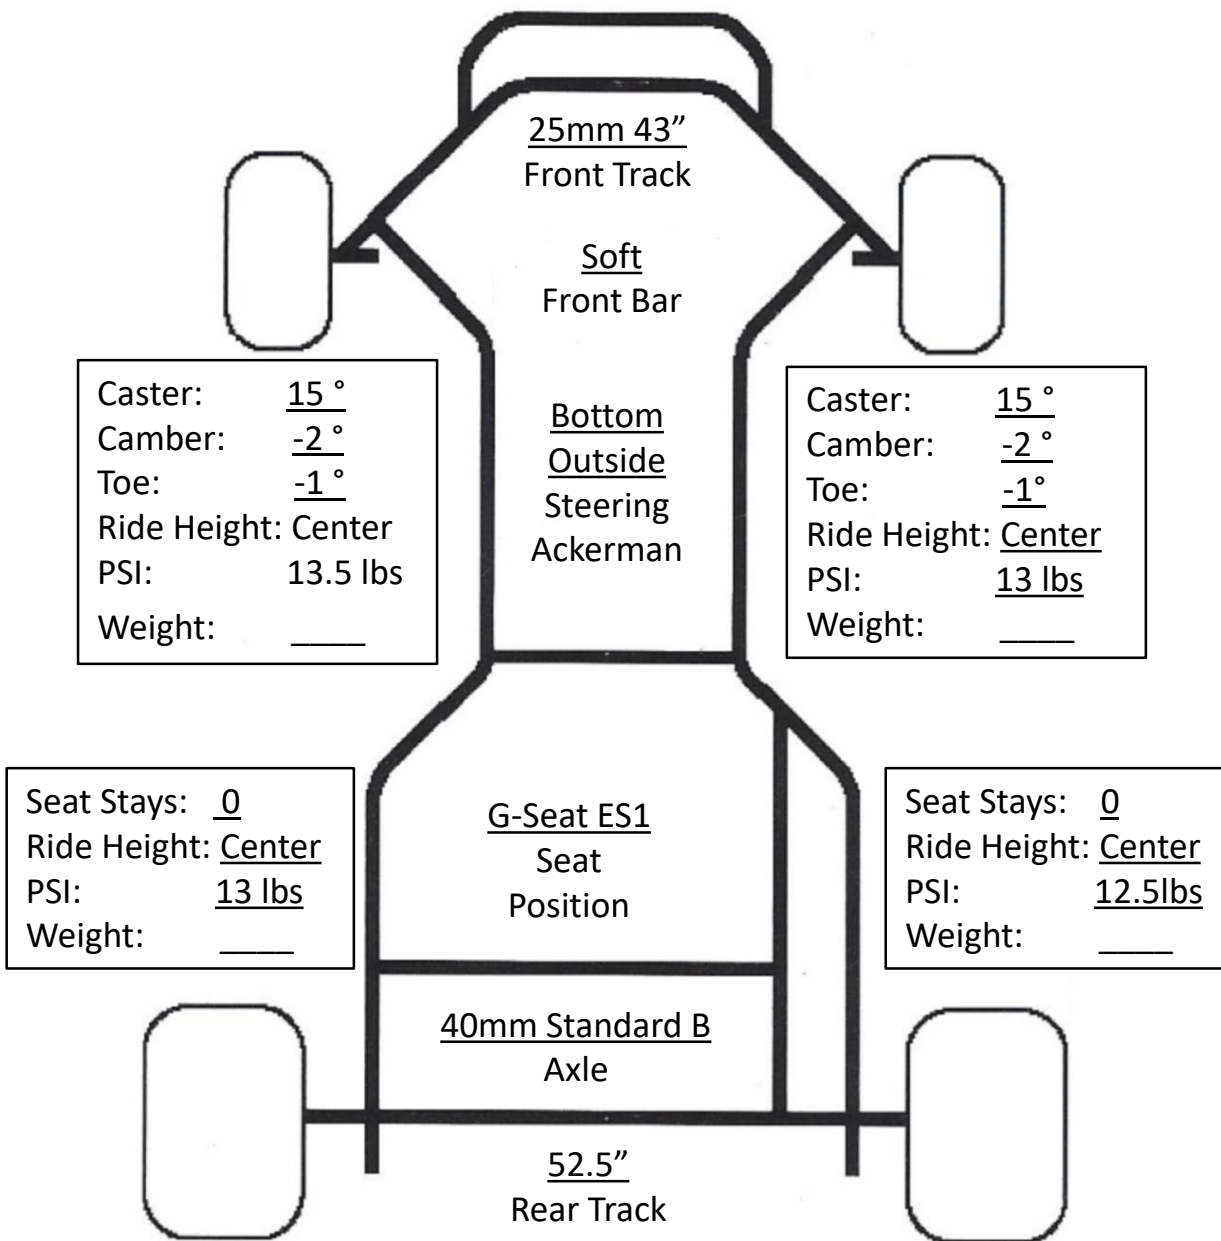 25mm 43”
Front Track
Soft
Front Bar
Caster: 15 °
Camber: -2 °
Toe: -1 °
Ride Height: Center
PSI: 13.5 lbs
Weight: ____
Bottom
Outside
Steering
Ackerman
Caster: 15 °
Camber: -2 °
Toe: -1°
Ride Height: Center
PSI: 13 lbs
Weight: ____
Seat Stays: 0
Ride Height: Center
PSI: 13 lbs
Weight: ____
G-Seat ES1
Seat
Position
Seat Stays: 0
Ride Height: Center
PSI: 12.5lbs
Weight: ____
40mm Standard B
Axle
52.5”
Rear Track